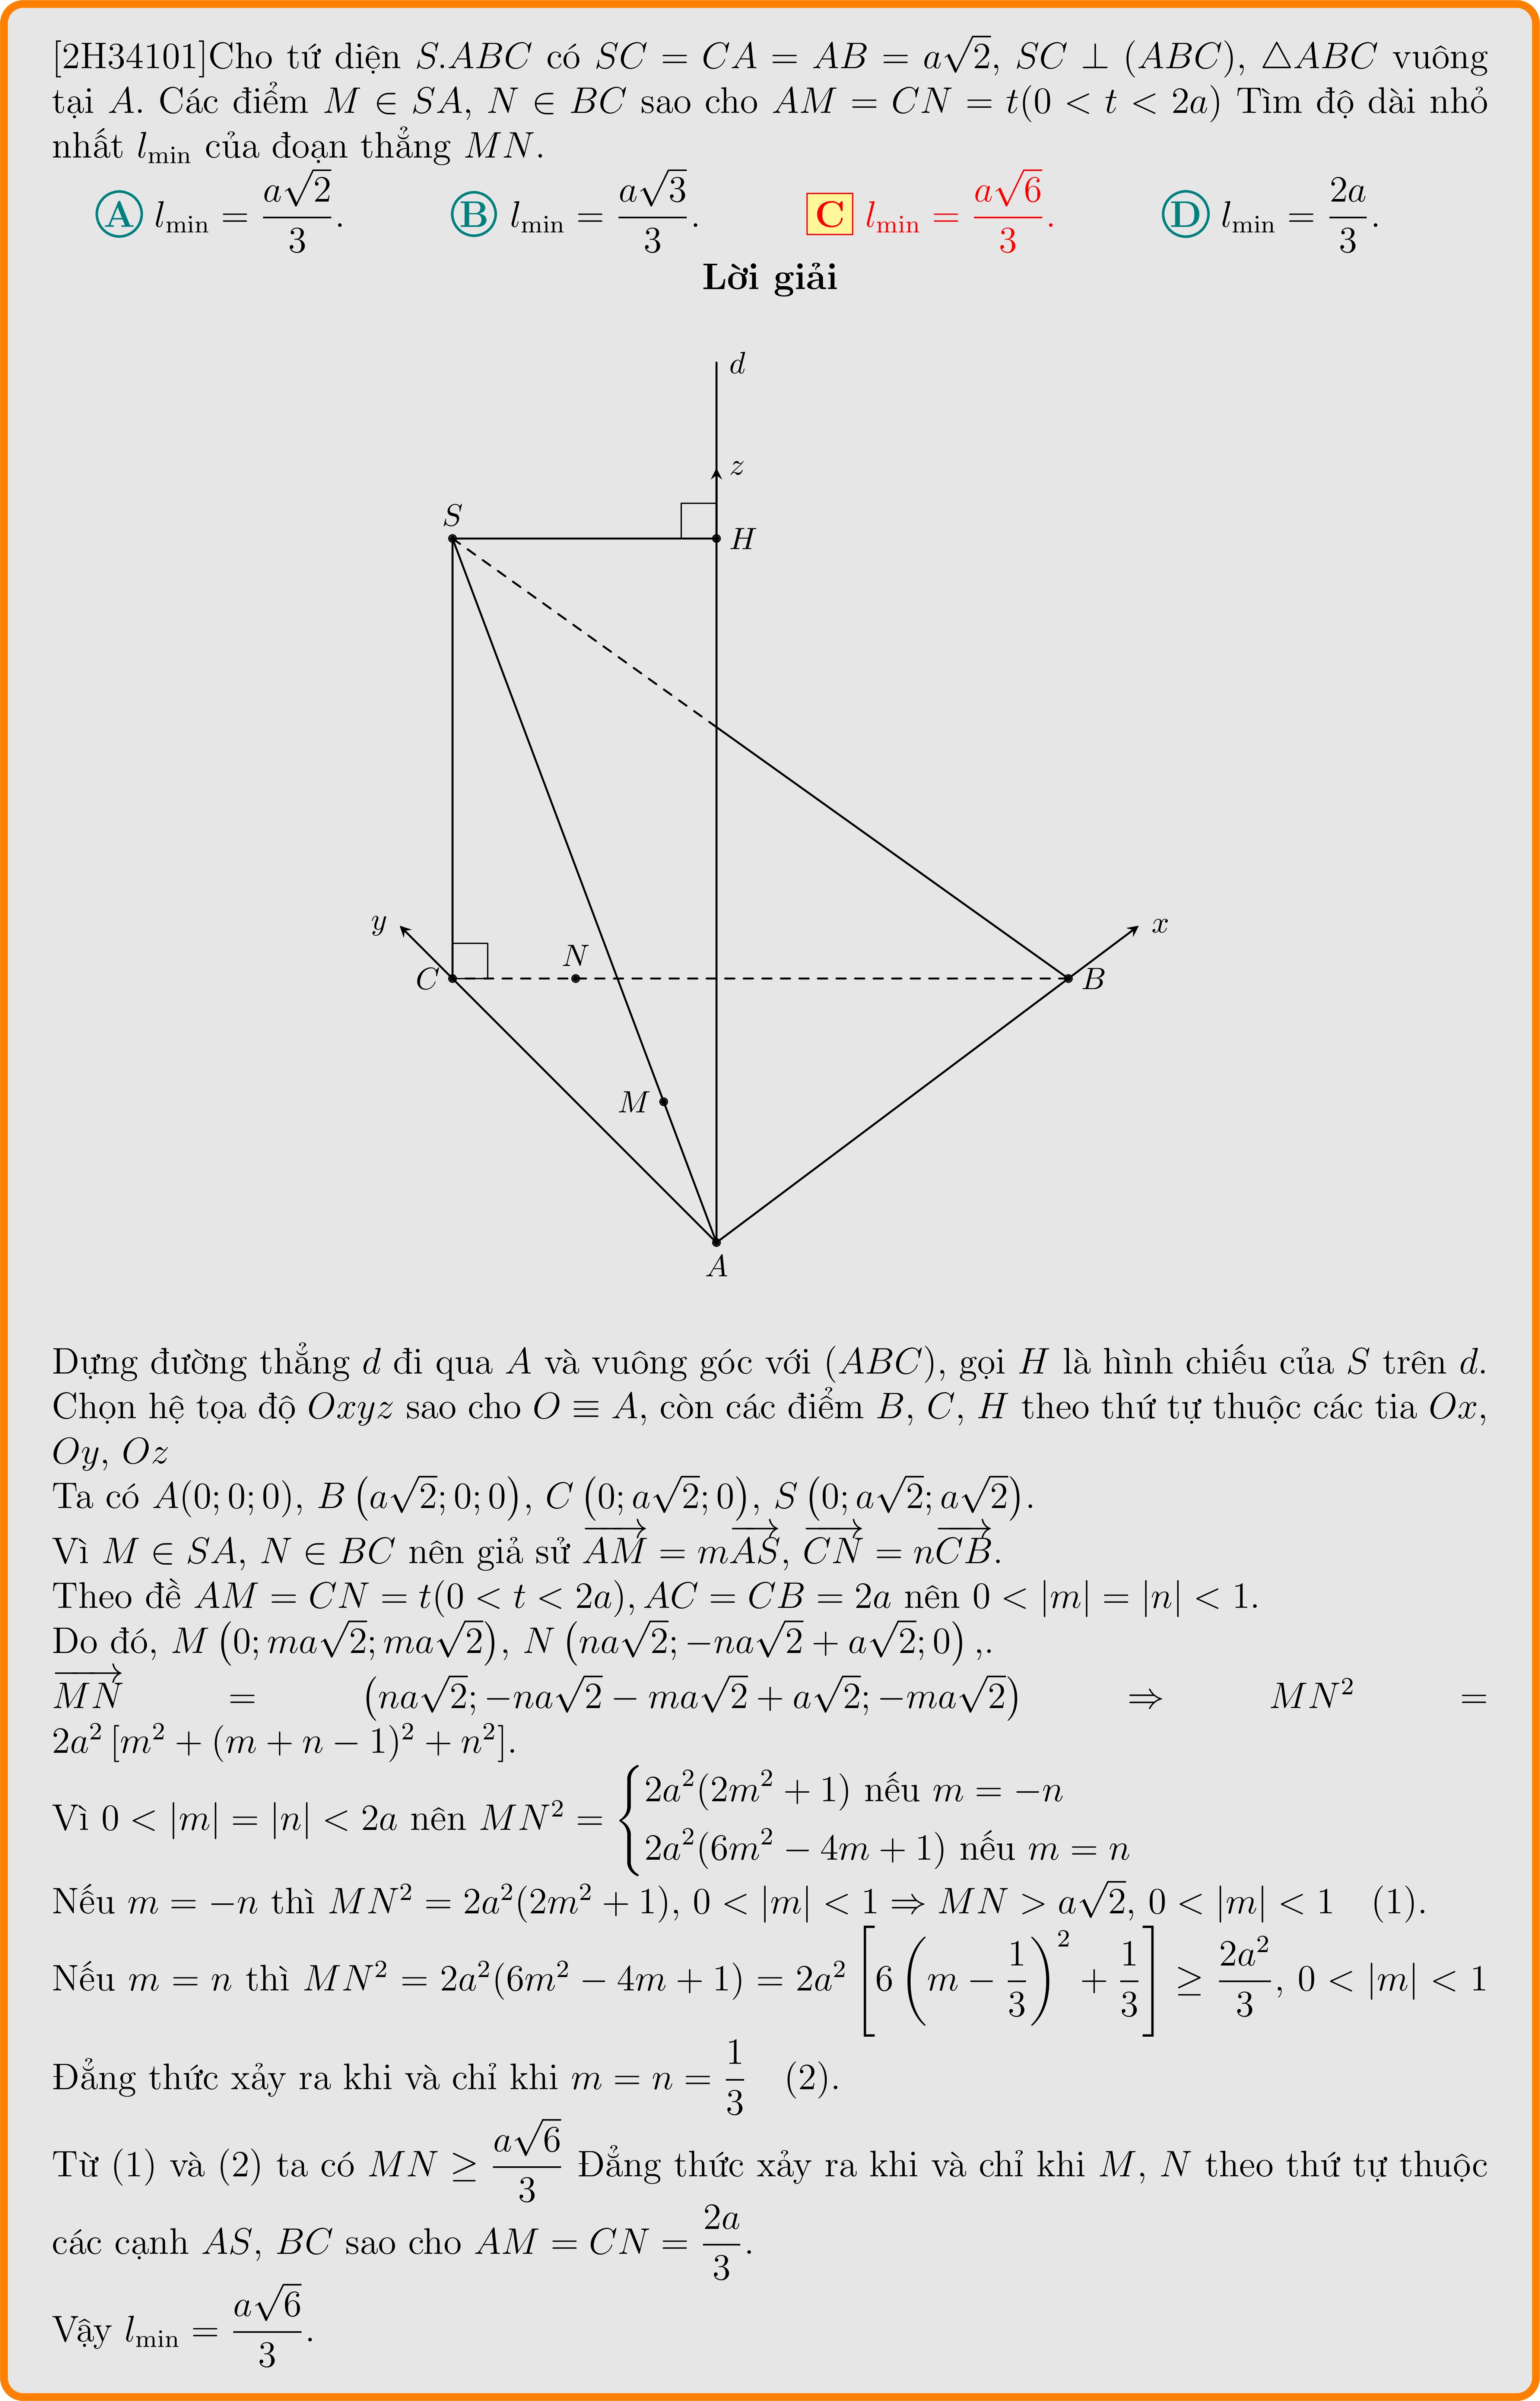 [2H34101]Cho tứ diện $S.ABC$ có $SC = CA = AB = a\sqrt{2}$, $SC \perp (ABC)$, $\triangle ABC$ vuông
tại $A$. Các điểm $M \in SA$, $N \in BC$ sao cho $AM = CN = t(0 < t < 2a)$ Tìm độ dài nhỏ
nhất $l_{\min}$ của đoạn thẳng $MN$.
A $l_{\min} = \dfrac{a\sqrt{2}}{3}$. B $l_{\min} = \dfrac{a\sqrt{3}}{3}$. C $l_{\min} = \dfrac{a\sqrt{6}}{3}$. D $l_{\min} = \dfrac{2a}{3}$.
Lời giải
d
z
S
H
y
x
N
C
B
M
A
Dựng đường thẳng $d$ đi qua $A$ và vuông góc với $(ABC)$, gọi $H$ là hình chiếu của $S$ trên $d$.
Chọn hệ tọa độ $Oxyz$ sao cho $O \equiv A$, còn các điểm $B$, $C$, $H$ theo thứ tự thuộc các tia $Ox$,
$Oy$, $Oz$
Ta có $A(0; 0; 0)$, $B\left(a\sqrt{2}; 0; 0\right)$, $C\left(0; a\sqrt{2}; 0\right)$, $S\left(0; a\sqrt{2}; a\sqrt{2}\right)$.
Vì $M \in SA$, $N \in BC$ nên giả sử $\overrightarrow{AM} = m\overrightarrow{AS}$, $\overrightarrow{CN} = n\overrightarrow{CB}$.
Theo đề $AM = CN = t(0 < t < 2a), AC = CB = 2a$ nên $0 < |m| = |n| < 1$.
Do đó, $M\left(0; ma\sqrt{2}; ma\sqrt{2}\right)$, $N\left(na\sqrt{2}; -na\sqrt{2} + a\sqrt{2}; 0\right)$,.
$\overrightarrow{MN} = \left(na\sqrt{2}; -na\sqrt{2} - ma\sqrt{2} + a\sqrt{2}; -ma\sqrt{2}\right) \Rightarrow MN^2 =$
$2a^2\left[m^2 + (m + n - 1)^2 + n^2\right]$.
Vì $0 < |m| = |n| < 2a$ nên $MN^2 = \begin{cases} 2a^2(2m^2 + 1) \text{ nếu } m = -n \\ 2a^2(6m^2 - 4m + 1) \text{ nếu } m = n \end{cases}$
Nếu $m = -n$ thì $MN^2 = 2a^2(2m^2 + 1)$, $0 < |m| < 1 \Rightarrow MN > a\sqrt{2}$, $0 < |m| < 1$ (1).
Nếu $m = n$ thì $MN^2 = 2a^2(6m^2 - 4m + 1) = 2a^2\left[6\left(m - \dfrac{1}{3}\right)^2 + \dfrac{1}{3}\right] \geq \dfrac{2a^2}{3}$, $0 < |m| < 1$
Đẳng thức xảy ra khi và chỉ khi $m = n = \dfrac{1}{3}$ (2).
Từ (1) và (2) ta có $MN \geq \dfrac{a\sqrt{6}}{3}$ Đẳng thức xảy ra khi và chỉ khi $M$, $N$ theo thứ tự thuộc
các cạnh $AS$, $BC$ sao cho $AM = CN = \dfrac{2a}{3}$.
Vậy $l_{\min} = \dfrac{a\sqrt{6}}{3}$.